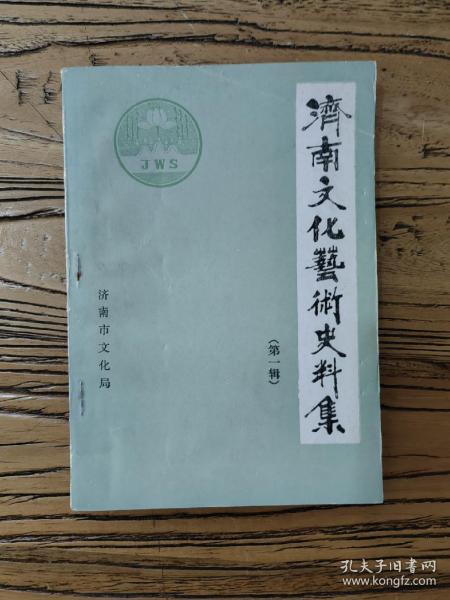 濟南文化藝術史料集
（第一辑）
JWS
济南市文化局
孔夫子旧书网
www.kongfz.com